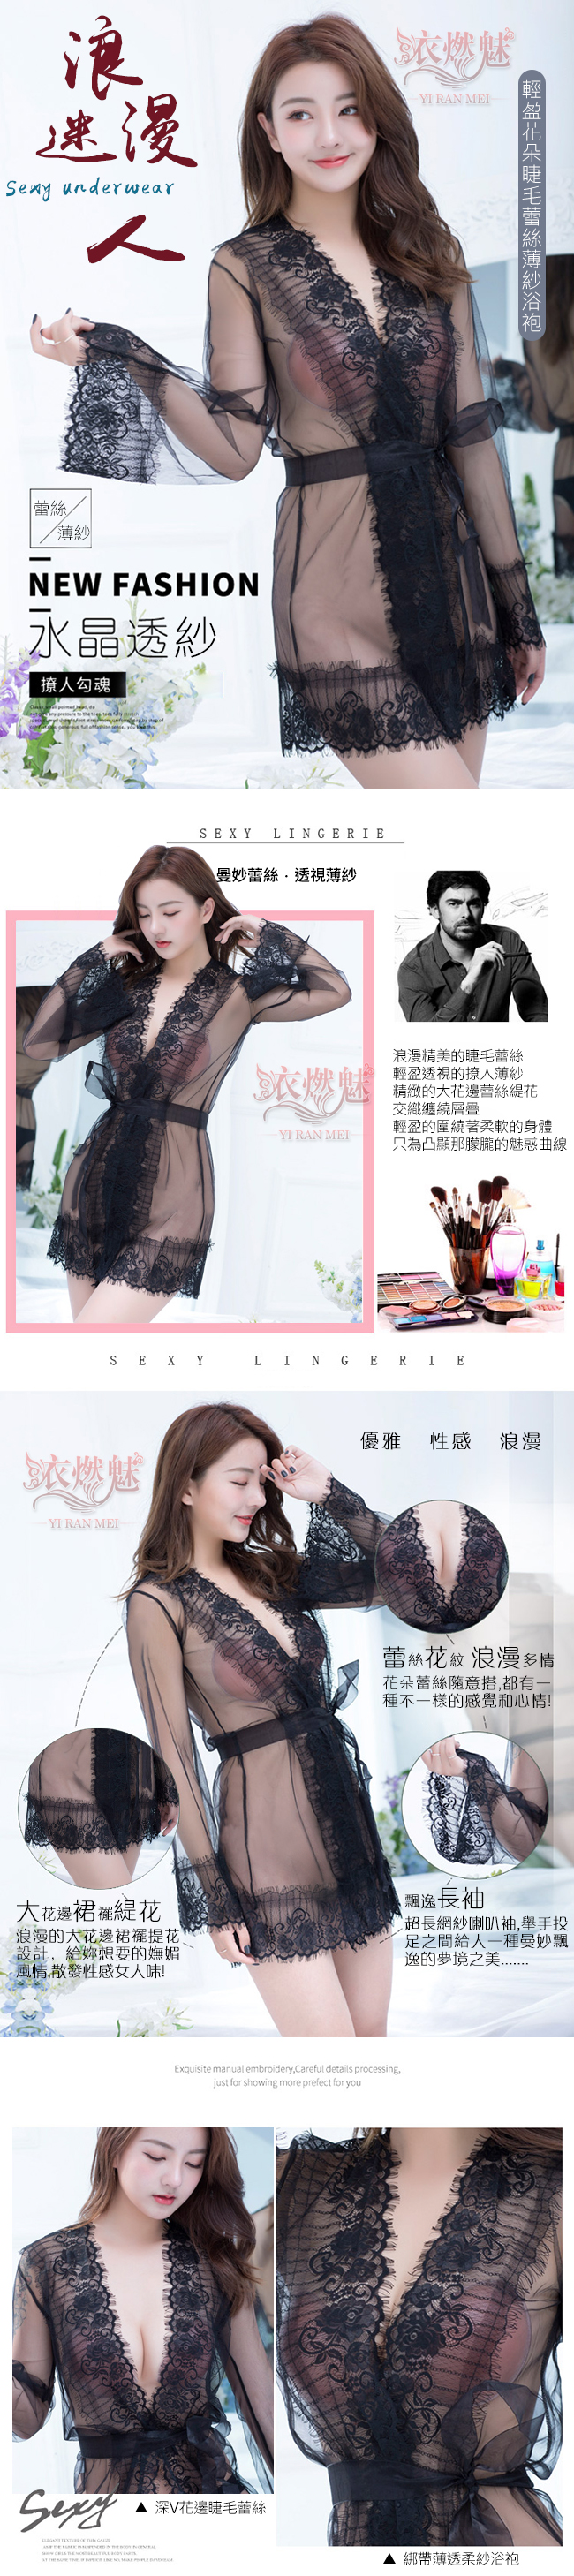 浪漫
迷人
Sexy underwear
衣燃魅
YI RAN MEI
輕盈花朵睫毛蕾絲薄紗浴袍
蕾絲
薄紗
NEW FASHION
水晶透紗
撩人勾魂
SEXY LINGERIE
曼妙蕾絲．透視薄紗
衣燃魅
YI RAN MEI
浪漫精美的睫毛蕾絲
輕盈透視的撩人薄紗
精緻的大花邊蕾絲緹花
交織纏繞層疊
輕盈的圍繞著柔軟的身體
只為凸顯那朦朧的魅惑曲線
SEXY LINGERIE
優雅 性感 浪漫
衣燃魅
YI RAN MEI
蕾絲花紋 浪漫多情
花朵蕾絲隨意搭,都有一
種不一樣的感覺和心情!
大花邊裙襬緹花
浪漫的大花邊裙襬提花
設計，給妳想要的嫵媚
風情,散發性感女人味!
飄逸長袖
超長網紗喇叭袖,舉手投
足之間給人一種曼妙飄
逸的夢境之美.......
Exquisite manual embroidery,Careful details processing,
just for showing more prefect for you
Sexy
▲ 深V花邊睫毛蕾絲
▲ 綁帶薄透柔紗浴袍